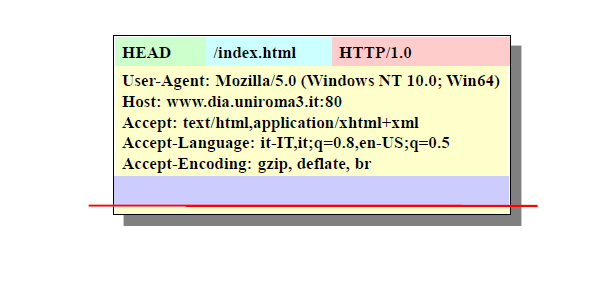 HEAD /index.html HTTP/1.0
User-Agent: Mozilla/5.0 (Windows NT 10.0; Win64)
Host: www.dia.uniroma3.it:80
Accept: text/html,application/xhtml+xml
Accept-Language: it-IT,it;q=0.8,en-US;q=0.5
Accept-Encoding: gzip, deflate, br